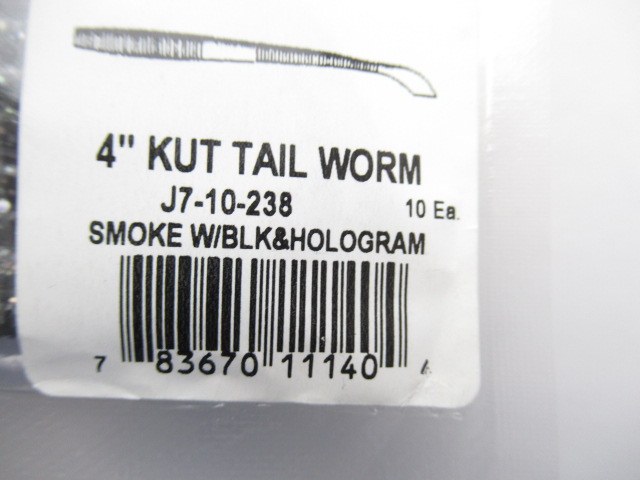 4" KUT TAIL WORM
J7-10-238 10 Ea.
SMOKE W/BLK&HOLOGRAM
7 83670 11140 4